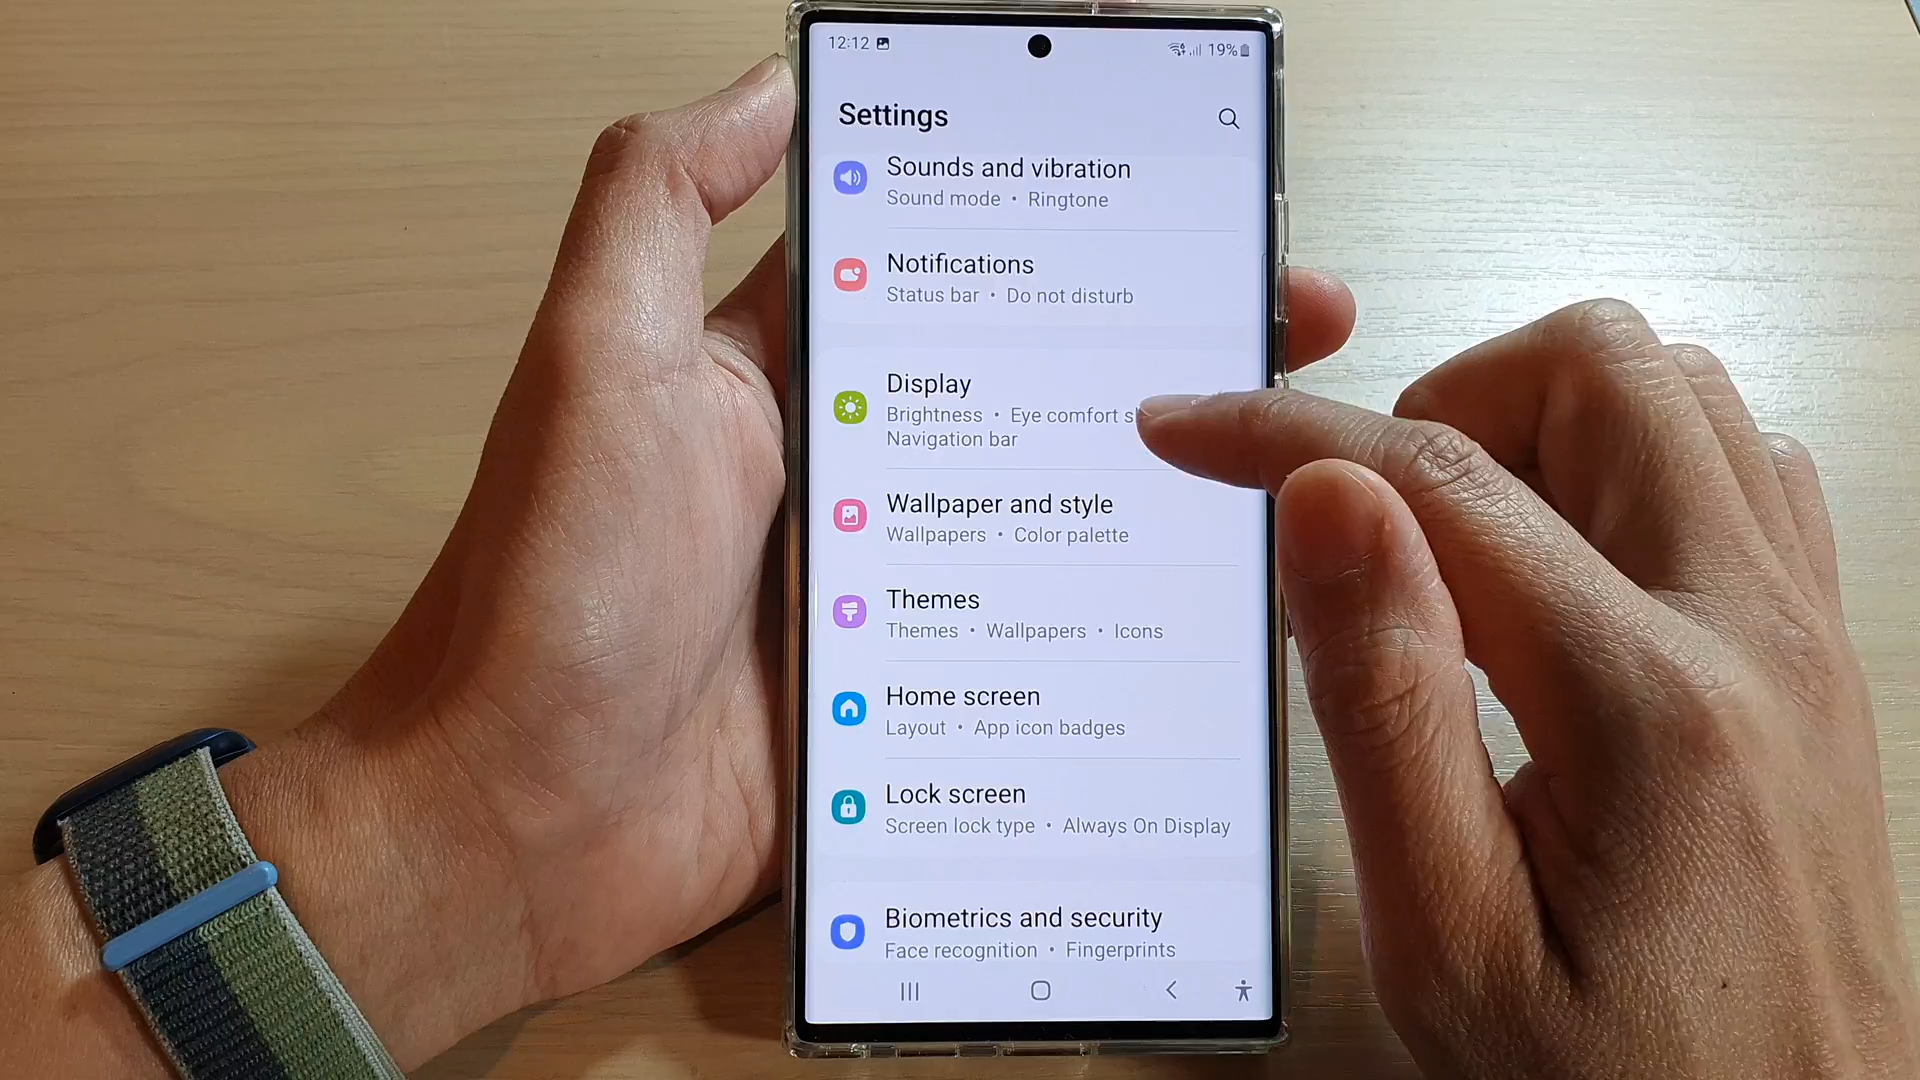 12:12 19%
Settings
Sounds and vibration
Sound mode • Ringtone
Notifications
Status bar • Do not disturb
Display
Brightness • Eye comfort
Navigation bar
Wallpaper and style
Wallpapers • Color palette
Themes
Themes • Wallpapers • Icons
Home screen
Layout • App icon badges
Lock screen
Screen lock type • Always On Display
Biometrics and security
Face recognition • Fingerprints